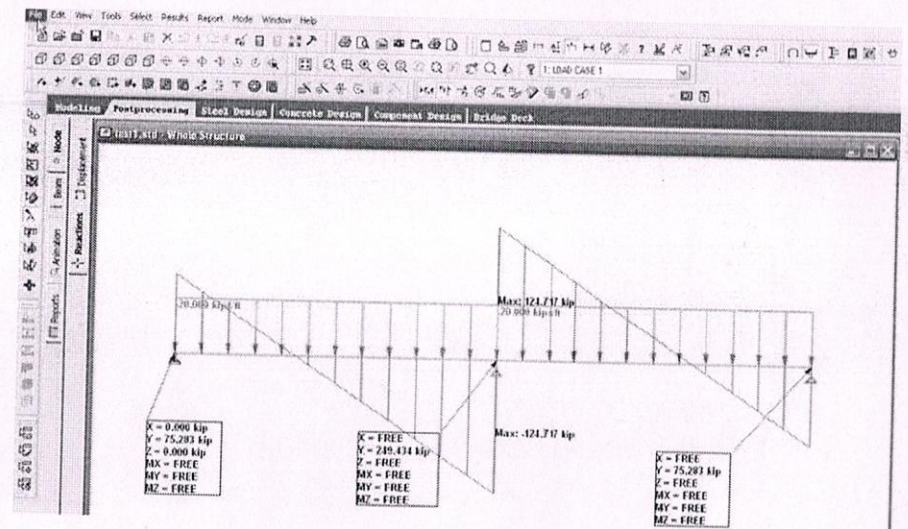 File Edit View Tools Select Results Report Mode Window Help
1: LOAD CASE 1
Modeling Postprocessing Steel Design Concrete Design Component Design Bridge Deck
test1.std - Whole Structure
Node
Displacement
Beam
Reactions
Animation
Reports
-20.000 kips/ft
Max: 124.717 kip
-20.000 kips/ft
Max: -124.717 kip
X = 0.000 kip
Y = 75.283 kip
Z = 0.000 kip
MX = FREE
MY = FREE
MZ = FREE
X = FREE
Y = 249.434 kip
Z = FREE
MX = FREE
MY = FREE
MZ = FREE
X = FREE
Y = 75.283 kip
Z = FREE
MX = FREE
MY = FREE
MZ = FREE